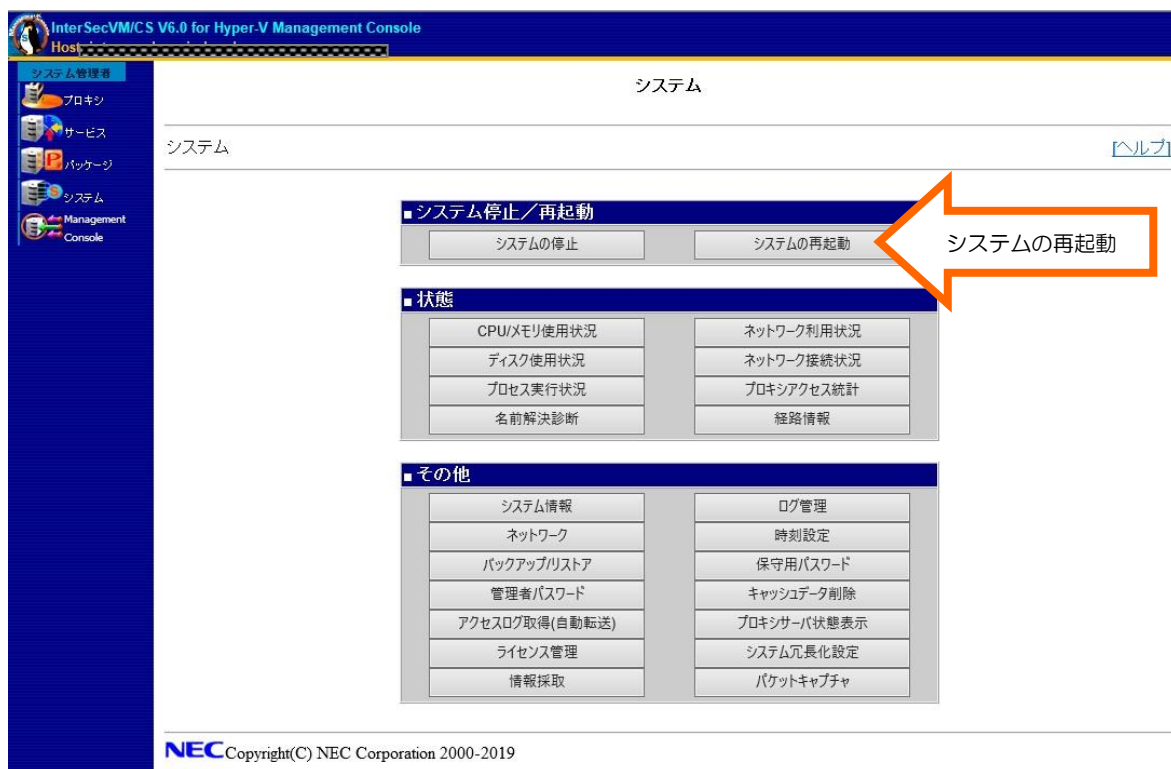 InterSecVM/CS V6.0 for Hyper-V Management Console
Host
システム管理者
プロキシ
サービス
パッケージ
システム
Management
Console
システム
システム
[ヘルプ]
■システム停止／再起動
システムの停止
システムの再起動
システムの再起動
■状態
CPU/メモリ使用状況
ネットワーク利用状況
ディスク使用状況
ネットワーク接続状況
プロセス実行状況
プロキシアクセス統計
名前解決診断
経路情報
■その他
システム情報
ログ管理
ネットワーク
時刻設定
バックアップ/リストア
保守用パスワード
管理者パスワード
キャッシュデータ削除
アクセスログ取得(自動転送)
プロキシサーバ状態表示
ライセンス管理
システム冗長化設定
情報採取
パケットキャプチャ
NEC Copyright(C) NEC Corporation 2000-2019